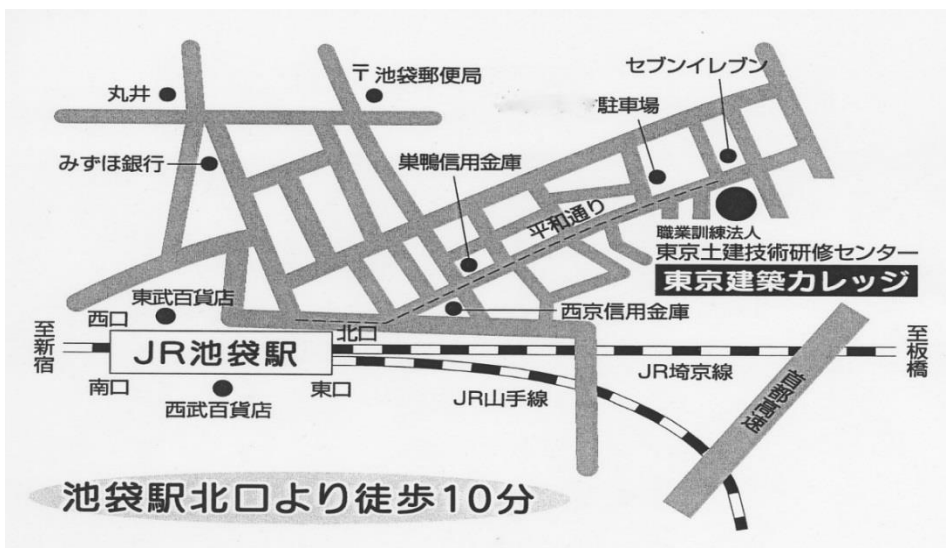 丸井
〒池袋郵便局
セブンイレブン
駐車場
みずほ銀行
巣鴨信用金庫
平和通り
職業訓練法人
東京土建技術研修センター
東京建築カレッジ
東武百貨店
西京信用金庫
西口
北口
至新宿
JR池袋駅
至板橋
JR埼京線
南口
東口
JR山手線
首都高速
西武百貨店
池袋駅北口より徒歩10分